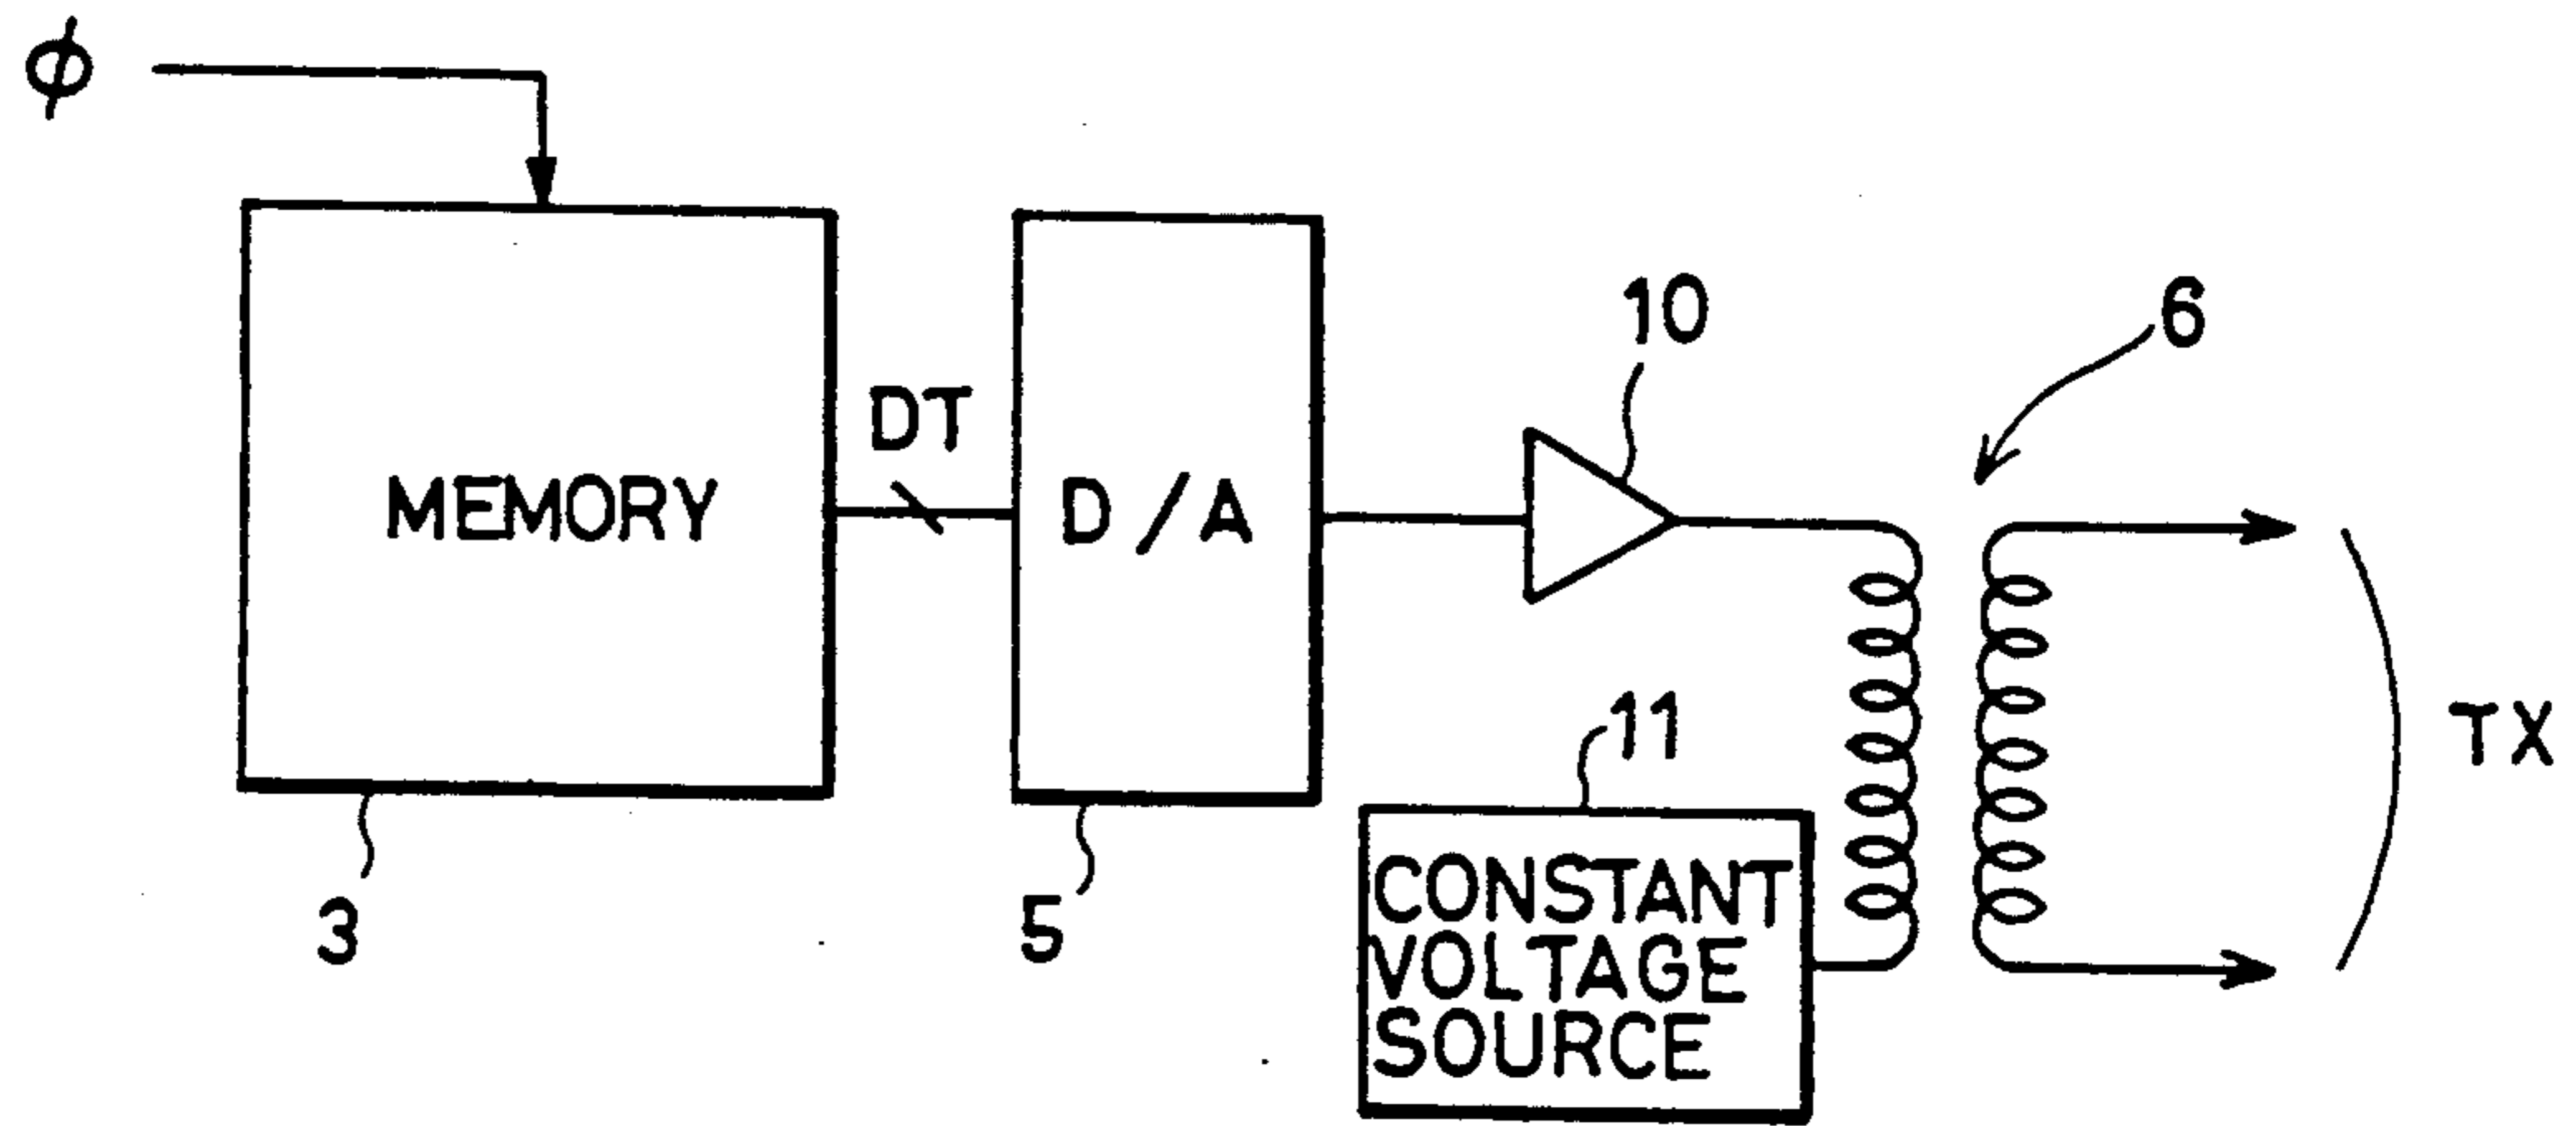 ϕ
MEMORY
3
DT
D/A
5
10
6
11
CONSTANT
VOLTAGE
SOURCE
TX